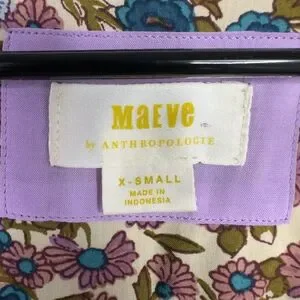 MaEve
by ANTHROPOLOGIE
X-SMALL
MADE IN
INDONESIA